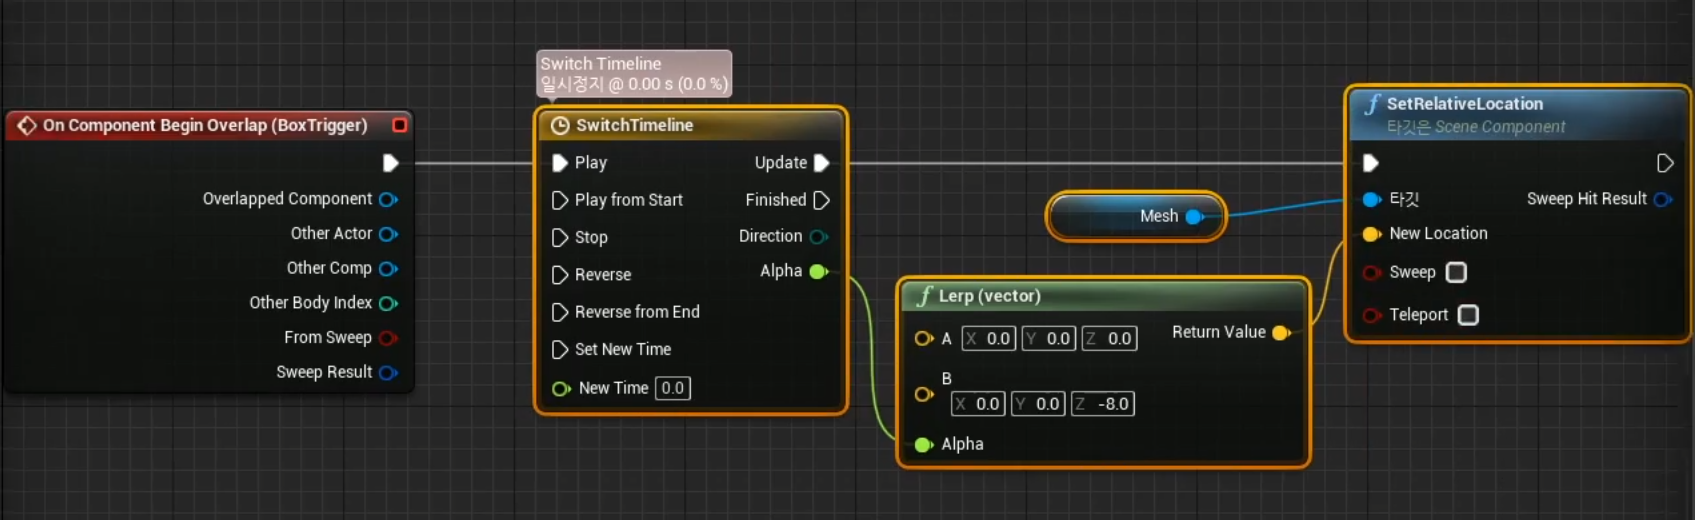 Switch Timeline
일시정지 @ 0.00 s (0.0 %)
On Component Begin Overlap (BoxTrigger)
Overlapped Component
Other Actor
Other Comp
Other Body Index
From Sweep
Sweep Result
SwitchTimeline
Play
Update
Play from Start
Finished
Stop
Direction
Reverse
Alpha
Reverse from End
Set New Time
New Time 0.0
Mesh
Lerp (vector)
A X 0.0 Y 0.0 Z 0.0
Return Value
B
X 0.0 Y 0.0 Z -8.0
Alpha
SetRelativeLocation
타깃은 Scene Component
타깃
Sweep Hit Result
New Location
Sweep
Teleport